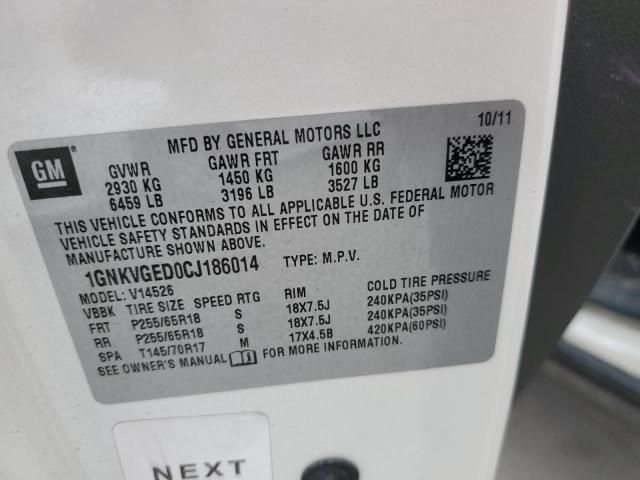 10/11
MFD BY GENERAL MOTORS LLC
GM ®
GVWR GAWR FRT GAWR RR
2930 KG 1450 KG 1600 KG
6459 LB 3196 LB 3527 LB
THIS VEHICLE CONFORMS TO ALL APPLICABLE U.S. FEDERAL MOTOR
VEHICLE SAFETY STANDARDS IN EFFECT ON THE DATE OF
MANUFACTURE SHOWN ABOVE.
1GNKVGED0CJ186014 TYPE: M.P.V.
MODEL: V14526
VBBK TIRE SIZE SPEED RTG RIM COLD TIRE PRESSURE
FRT P255/65R18 S 18X7.5J 240KPA(35PSI)
RR P255/65R18 S 18X7.5J 240KPA(35PSI)
SPA T145/70R17 M 17X4.5B 420KPA(60PSI)
SEE OWNER'S MANUAL FOR ADDITIONAL INFORMATION.
NEXT